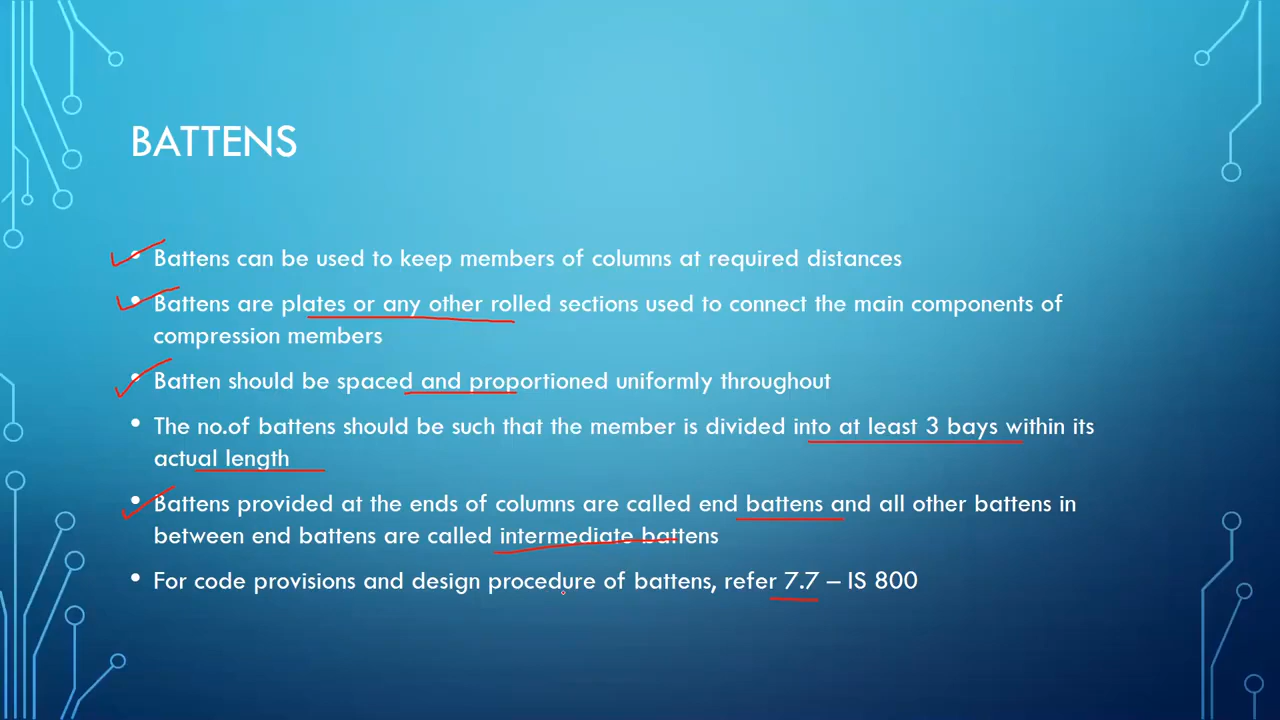 BATTENS
• Battens can be used to keep members of columns at required distances
• Battens are plates or any other rolled sections used to connect the main components of
compression members
• Batten should be spaced and proportioned uniformly throughout
• The no.of battens should be such that the member is divided into at least 3 bays within its
actual length
• Battens provided at the ends of columns are called end battens and all other battens in
between end battens are called intermediate battens
• For code provisions and design procedure of battens, refer 7.7 – IS 800